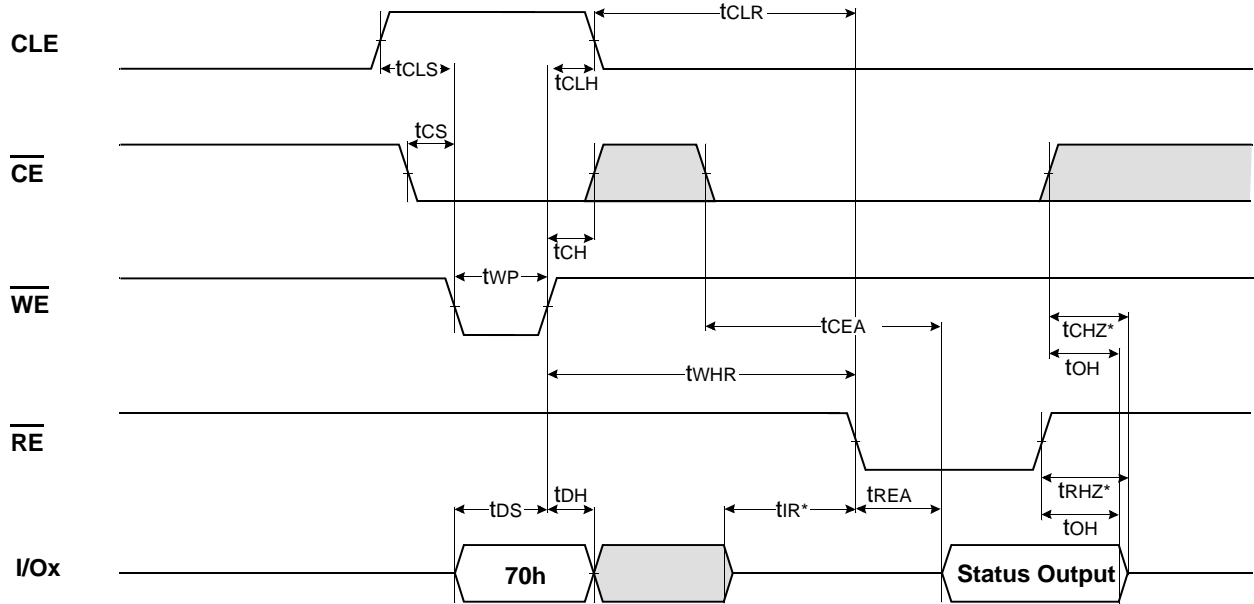 tCLR
CLE
tCLS
tCLH
tCS
CE
tCH
tWP
WE
tCEA
tCHZ*
tWHR
tOH
RE
tRHZ*
tDH
tDS
tIR*
tREA
tOH
I/Ox
70h
Status Output